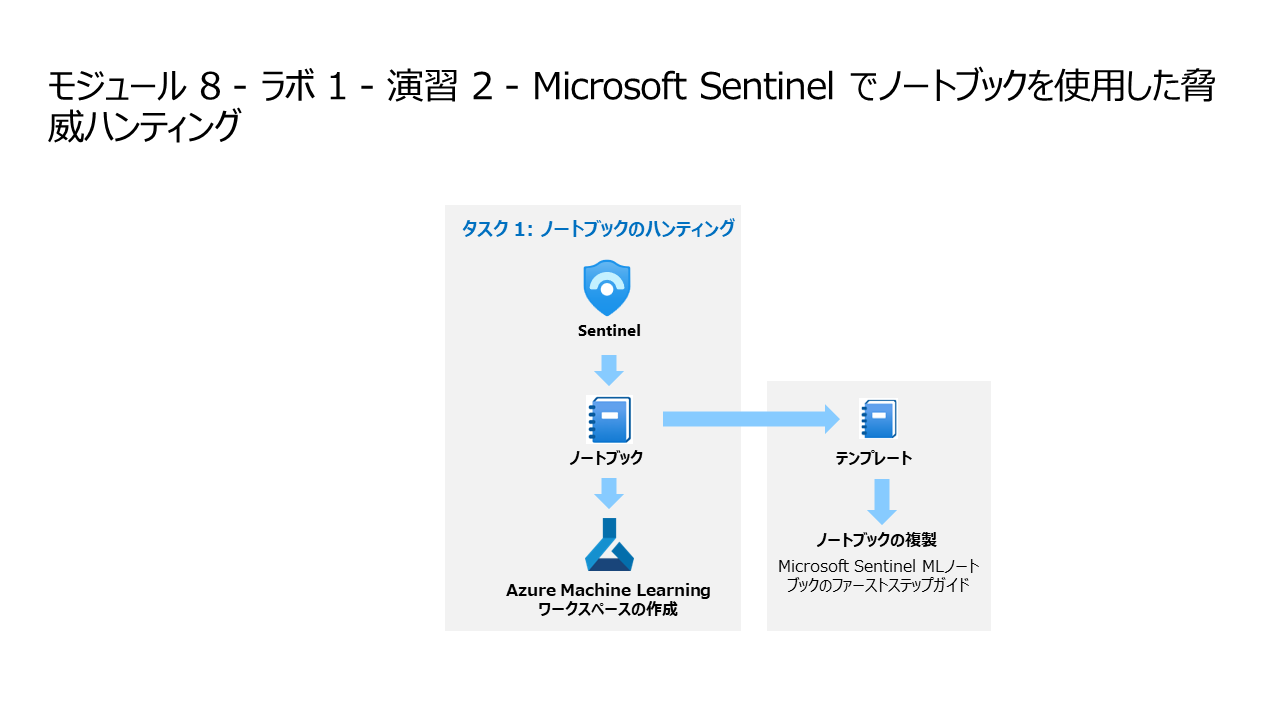 モジュール 8 - ラボ 1 - 演習 2 - Microsoft Sentinel でノートブックを使用した脅
威ハンティング
タスク 1: ノートブックのハンティング
Sentinel
ノートブック
Azure Machine Learning
ワークスペースの作成
テンプレート
ノートブックの複製
Microsoft Sentinel MLノート
ブックのファーストステップガイド